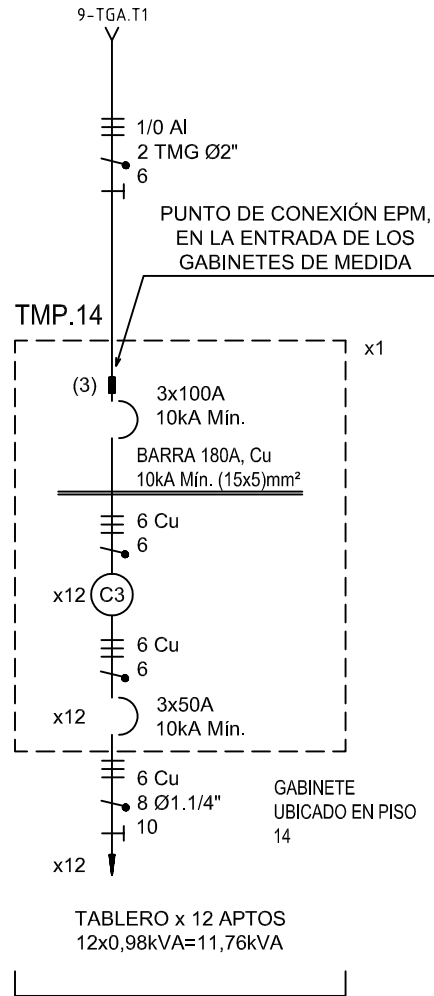 9-TGA.T1
1/0 Al
2 TMG Ø2"
6
PUNTO DE CONEXIÓN EPM,
EN LA ENTRADA DE LOS
GABINETES DE MEDIDA
TMP.14
x1
(3)
3x100A
10kA Mín.
BARRA 180A, Cu
10kA Mín. (15x5)mm²
6 Cu
6
x12
C3
6 Cu
6
x12
3x50A
10kA Mín.
6 Cu
8 Ø1.1/4"
10
GABINETE
UBICADO EN PISO
14
x12
TABLERO x 12 APTOS
12x0,98kVA=11,76kVA